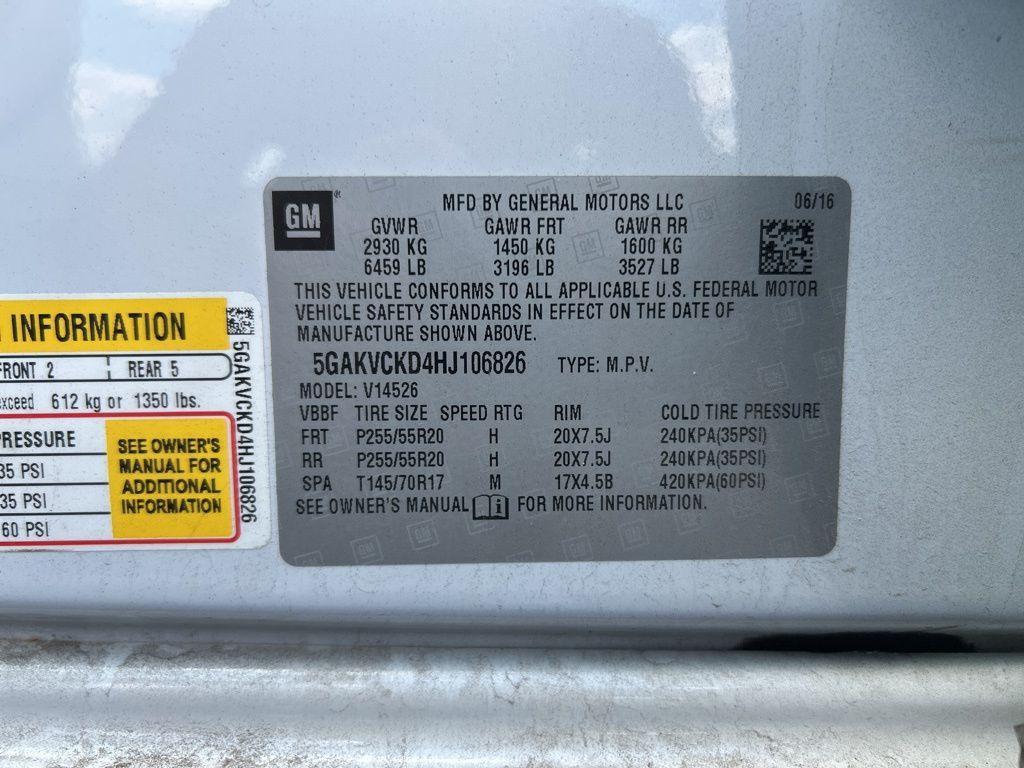 GM
MFD BY GENERAL MOTORS LLC 06/16
GVWR GAWR FRT GAWR RR
2930 KG 1450 KG 1600 KG
6459 LB 3196 LB 3527 LB
THIS VEHICLE CONFORMS TO ALL APPLICABLE U.S. FEDERAL MOTOR
VEHICLE SAFETY STANDARDS IN EFFECT ON THE DATE OF
MANUFACTURE SHOWN ABOVE.
5GAKVCKD4HJ106826 TYPE: M.P.V.
MODEL: V14526
VBBF TIRE SIZE SPEED RTG RIM COLD TIRE PRESSURE
FRT P255/55R20 H 20X7.5J 240KPA(35PSI)
RR P255/55R20 H 20X7.5J 240KPA(35PSI)
SPA T145/70R17 M 17X4.5B 420KPA(60PSI)
SEE OWNER'S MANUAL FOR MORE INFORMATION.
INFORMATION
FRONT 2 REAR 5
exceed 612 kg or 1350 lbs.
PRESSURE
35 PSI
35 PSI
60 PSI
SEE OWNER'S
MANUAL FOR
ADDITIONAL
INFORMATION
5GAKVCKD4HJ106826